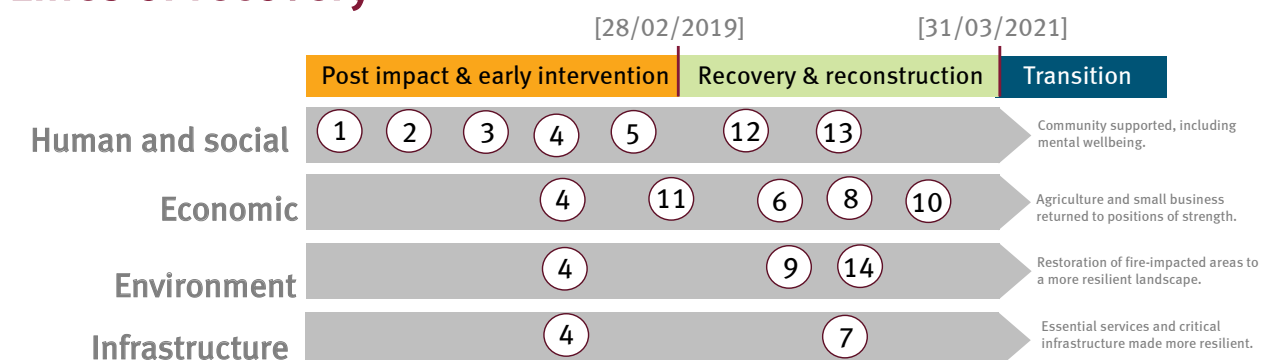 Lines of recovery
[28/02/2019] [31/03/2021]
Post impact & early intervention Recovery & reconstruction Transition
Human and social 1 2 3 4 5 12 13
Community supported, including
mental wellbeing.
Economic 4 11 6 8 10
Agriculture and small business
returned to positions of strength.
Environment 4 9 14
Restoration of fire-impacted areas to
a more resilient landscape.
Infrastructure 4 7
Essential services and critical
infrastructure made more resilient.